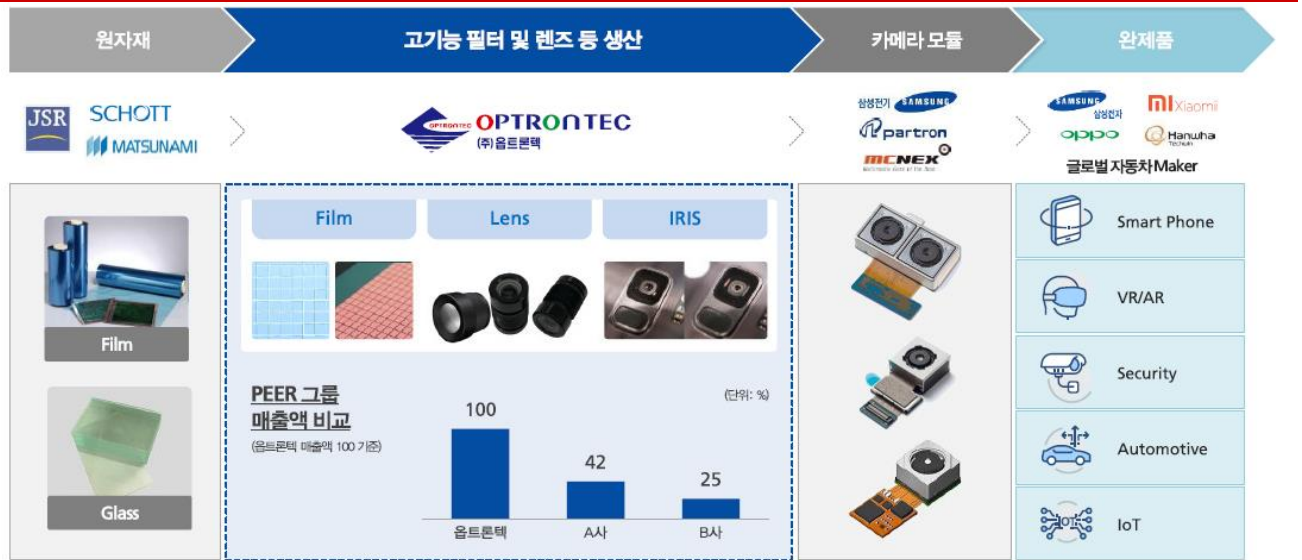 원자재
고기능 필터 및 렌즈 등 생산
카메라 모듈
완제품
JSR
SCHOTT
MATSUNAMI
OPTRONTEC OPTRONTEC
(주)옵트론텍
삼성전기 SAMSUNG
partron
MCNEX
SAMSUNG
삼성전자
mi Xiaomi
oppo
Hanwha
Techwin
글로벌 자동차 Maker
Film
Glass
Film
Lens
IRIS
PEER 그룹
매출액 비교
(옵트론텍 매출액 100 기준)
(단위: %)
100
42
25
옵트론텍
A사
B사
Smart Phone
VR/AR
Security
Automotive
IOT
IoT